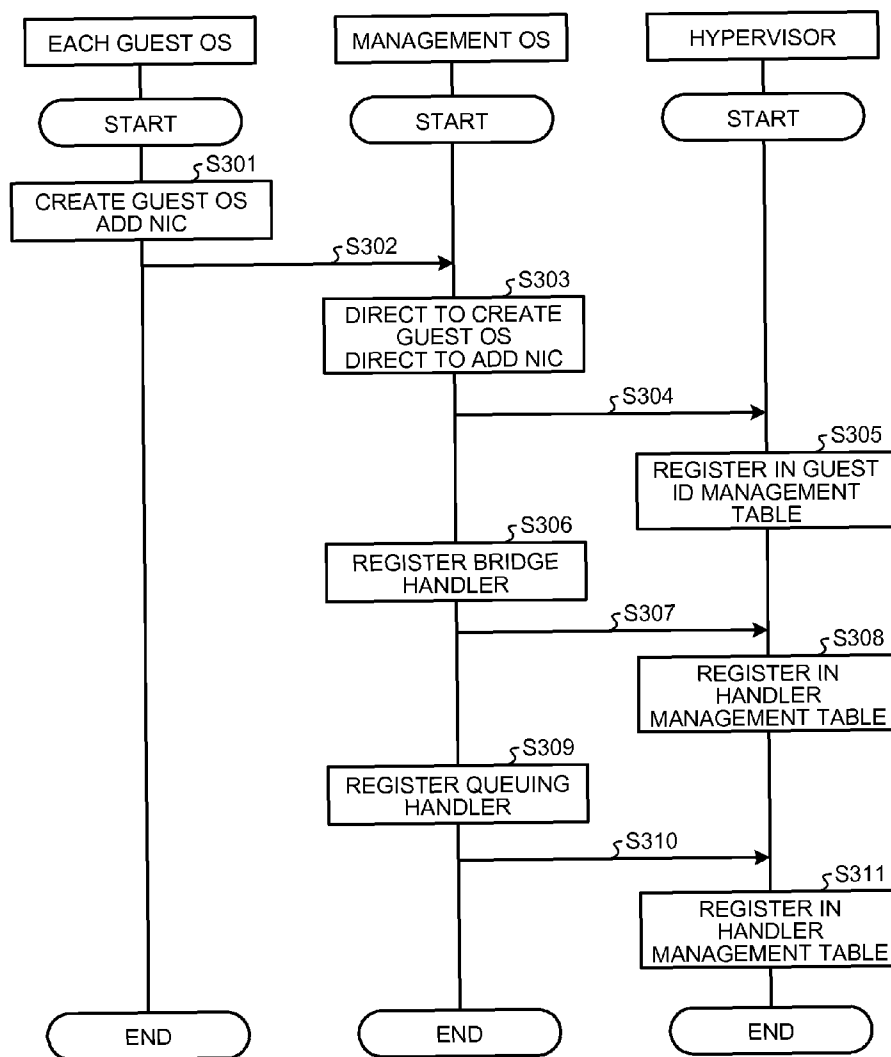 EACH GUEST OS
MANAGEMENT OS
HYPERVISOR
START
START
START
S301
CREATE GUEST OS
ADD NIC
S302
S303
DIRECT TO CREATE
GUEST OS
DIRECT TO ADD NIC
S304
S305
REGISTER IN GUEST
ID MANAGEMENT
TABLE
S306
REGISTER BRIDGE
HANDLER
S307
S308
REGISTER IN
HANDLER
MANAGEMENT TABLE
S309
REGISTER QUEUING
HANDLER
S310
S311
REGISTER IN
HANDLER
MANAGEMENT TABLE
END
END
END